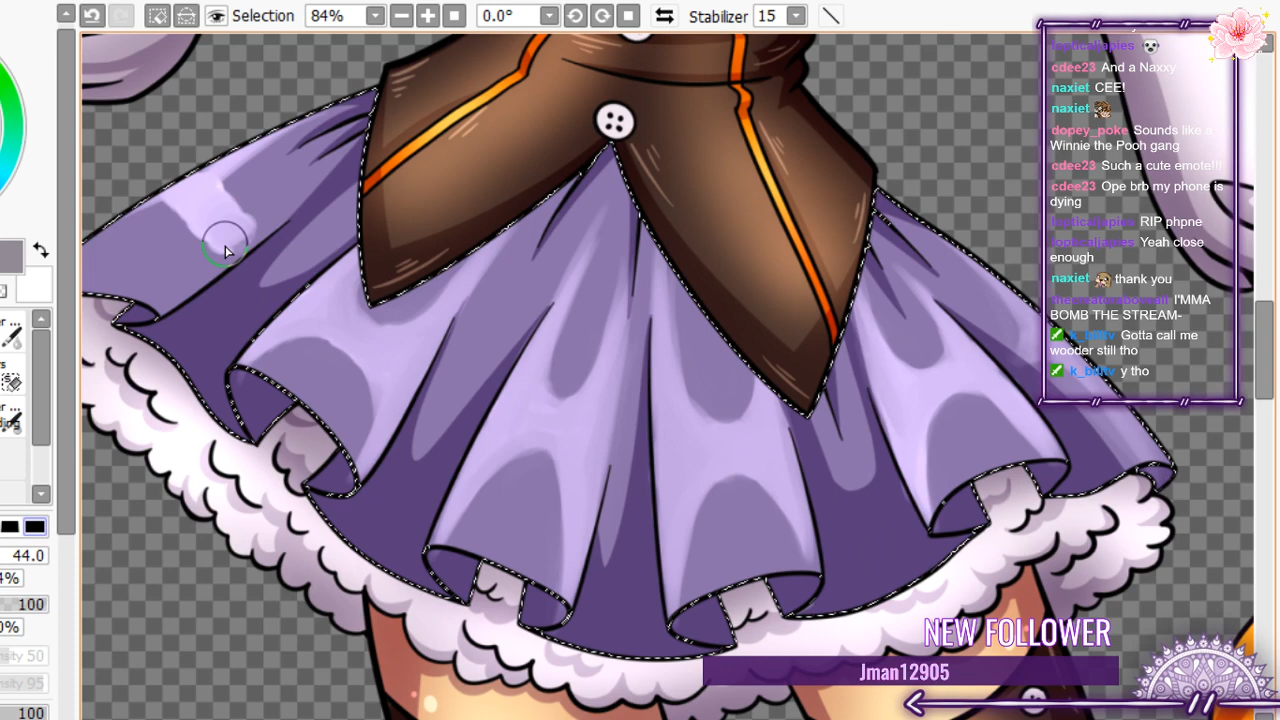 Selection 84% 0.0° Stabilizer 15
cdee23 And a Naxxy
naxiet CEE!
naxiet
dopey_poke Sounds like a
Winnie the Pooh gang
cdee23 Such a cute emote!!!
cdee23 Ope brb my phone is
dying
RIP phpne
Yeah close
enough
naxiet thank you
I'MMA
BOMB THE STREAM-
Gotta call me
wooder still tho
y tho
44.0
100
50
95
100
NEW FOLLOWER
Jman12905